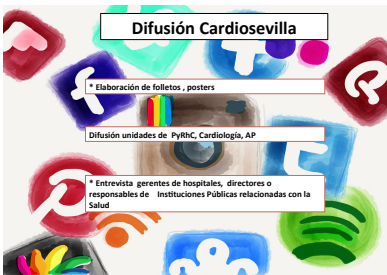 Difusión Cardiosevilla
* Elaboración de folletos , posters
Difusión unidades de PyRhC, Cardiología, AP
* Entrevista gerentes de hospitales, directores o
responsables de Instituciones Públicas relacionadas con la
Salud